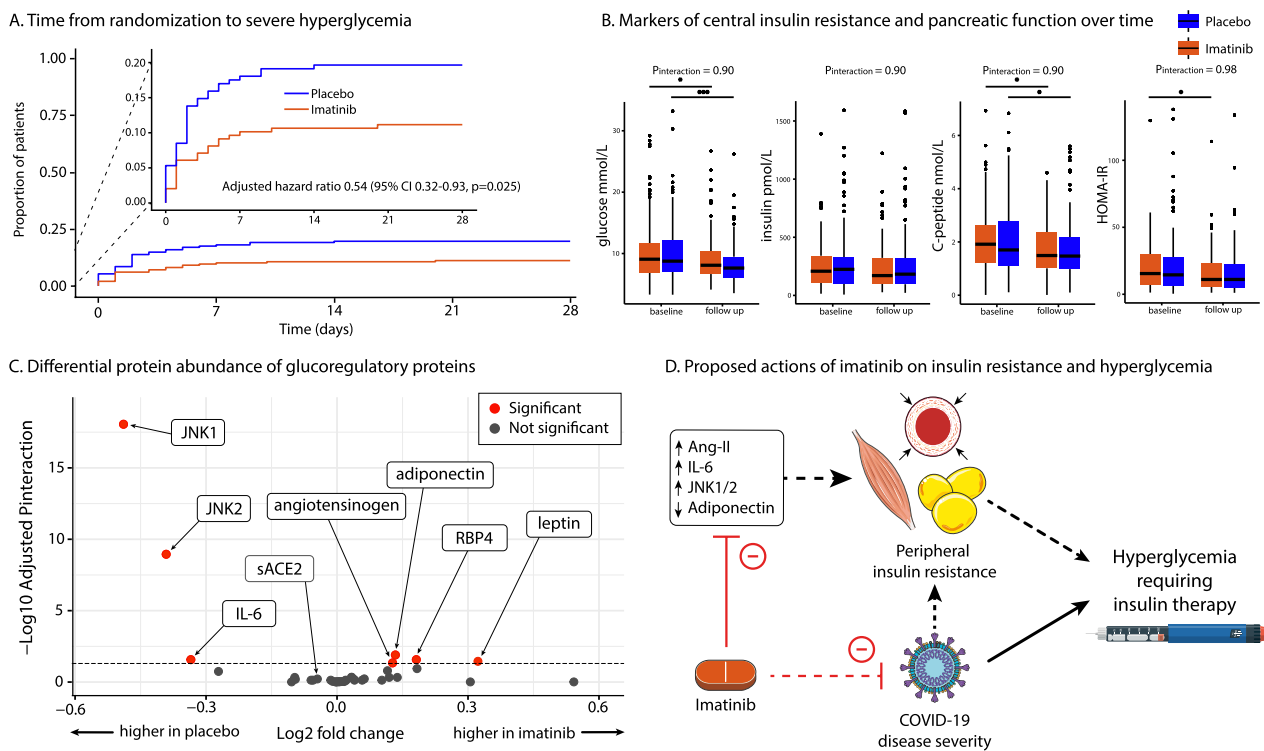 A. Time from randomization to severe hyperglycemia
Proportion of patients
1.00
0.75
0.50
0.25
0.00
0
7
14
21
28
Time (days)
0.20
0.15
0.10
0.05
0.00
0
7
14
21
28
Placebo
Imatinib
Adjusted hazard ratio 0.54 (95% CI 0.32-0.93, p=0.025)
B. Markers of central insulin resistance and pancreatic function over time
Placebo
Imatinib
Pinteraction = 0.90
glucose mmol/L
30
20
10
baseline
follow up
Pinteraction = 0.90
insulin pmol/L
1500
1000
500
0
baseline
follow up
Pinteraction = 0.90
C-peptide nmol/L
6
4
2
0
baseline
follow up
Pinteraction = 0.98
HOMA-IR
100
50
0
baseline
follow up
C. Differential protein abundance of glucoregulatory proteins
−Log10 Adjusted Pinteraction
15
10
5
0
−0.6
−0.3
0.0
0.3
0.6
higher in placebo
Log2 fold change
higher in imatinib
Significant
Not significant
JNK1
JNK2
IL-6
sACE2
angiotensinogen
adiponectin
RBP4
leptin
D. Proposed actions of imatinib on insulin resistance and hyperglycemia
Ang-II
IL-6
JNK1/2
Adiponectin
Peripheral
insulin resistance
Hyperglycemia
requiring
insulin therapy
Imatinib
COVID-19
disease severity